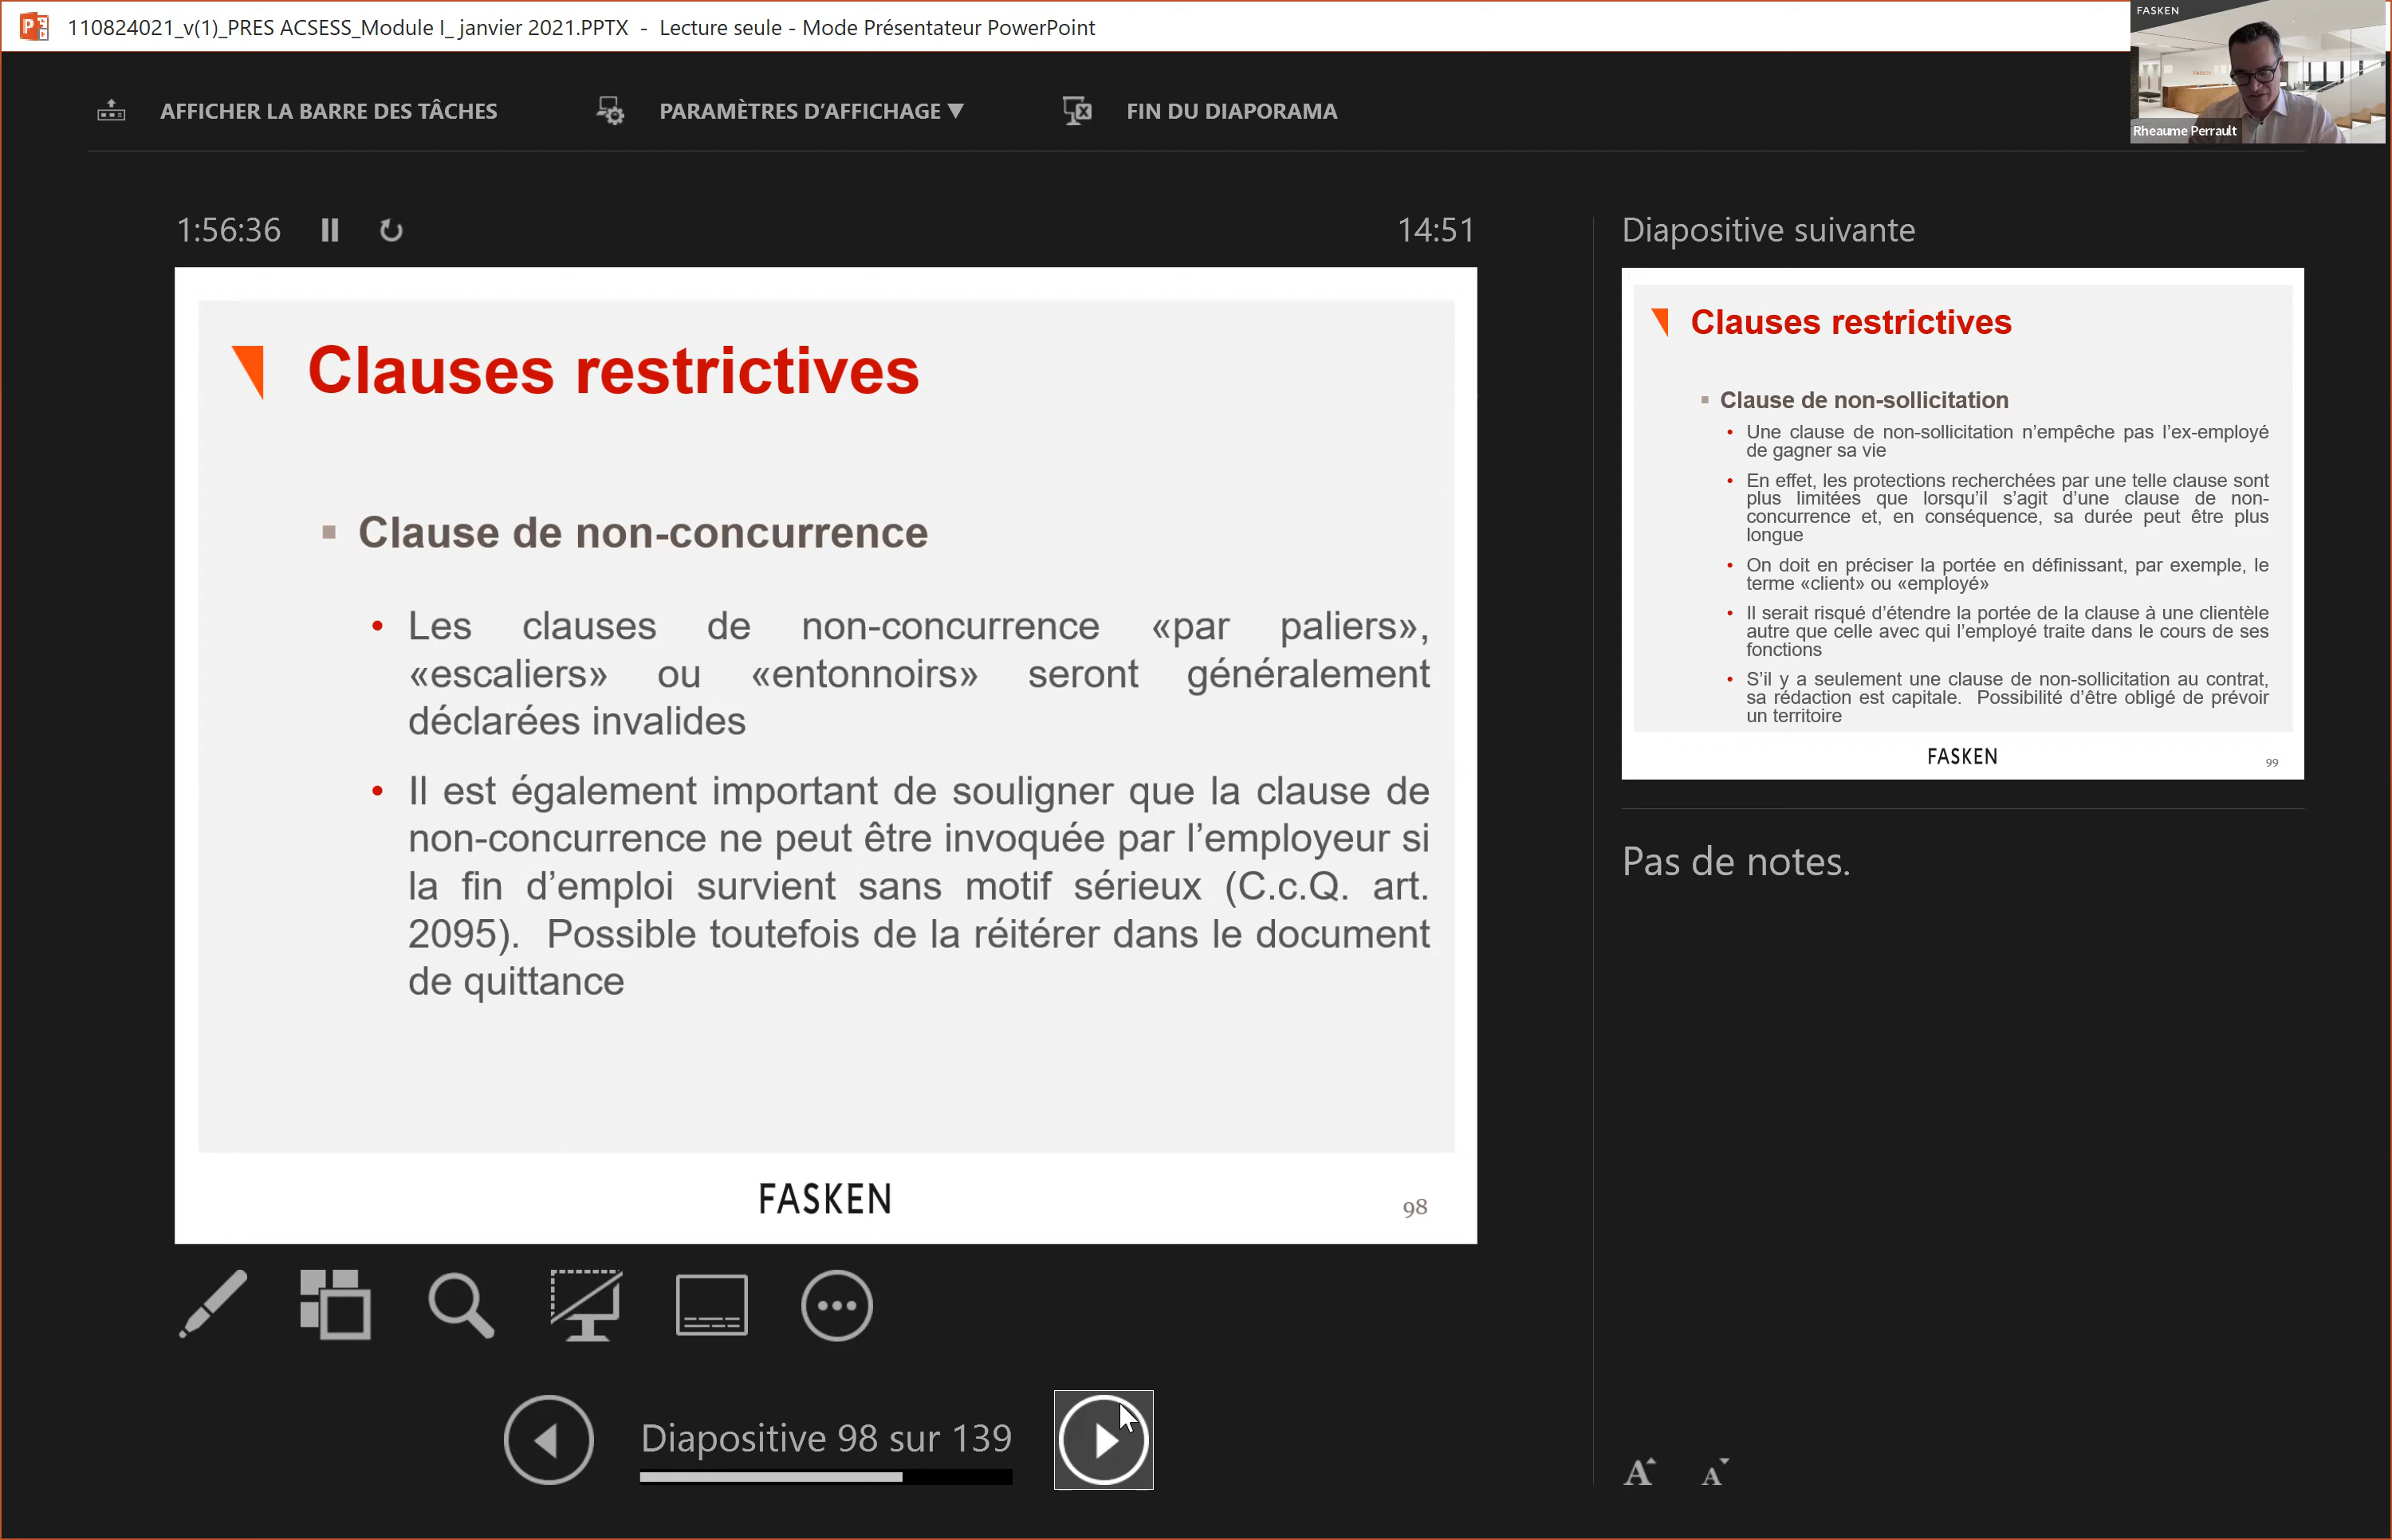 110824021_v(1)_PRES ACSESS_Module I_ janvier 2021.PPTX - Lecture seule - Mode Présentateur PowerPoint
FASKEN
Rheaume Perrault
AFFICHER LA BARRE DES TÂCHES
PARAMÈTRES D’AFFICHAGE ▼
FIN DU DIAPORAMA
1:56:36
14:51
Clauses restrictives
Clause de non-concurrence
• Les clauses de non-concurrence «par paliers»,
«escaliers» ou «entonnoirs» seront généralement
déclarées invalides
• Il est également important de souligner que la clause de
non-concurrence ne peut être invoquée par l’employeur si
la fin d’emploi survient sans motif sérieux (C.c.Q. art.
2095). Possible toutefois de la réitérer dans le document
de quittance
FASKEN
98
Diapositive 98 sur 139
Diapositive suivante
Clauses restrictives
Clause de non-sollicitation
• Une clause de non-sollicitation n’empêche pas l’ex-employé
de gagner sa vie
• En effet, les protections recherchées par une telle clause sont
plus limitées que lorsqu’il s’agit d’une clause de non-
concurrence et, en conséquence, sa durée peut être plus
longue
• On doit en préciser la portée en définissant, par exemple, le
terme «client» ou «employé»
• Il serait risqué d’étendre la portée de la clause à une clientèle
autre que celle avec qui l’employé traite dans le cours de ses
fonctions
• S’il y a seulement une clause de non-sollicitation au contrat,
sa rédaction est capitale. Possibilité d’être obligé de prévoir
un territoire
FASKEN
99
Pas de notes.
A A